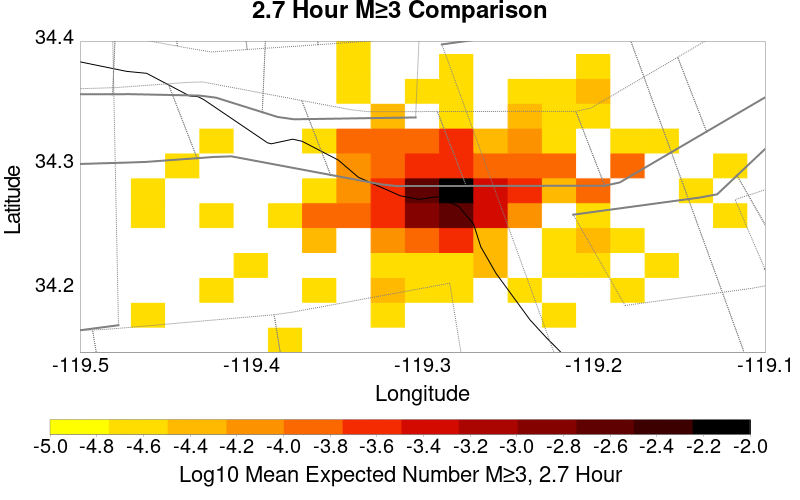 2.7 Hour M≥3 Comparison
34.4
34.3
34.2
Latitude
-119.5 -119.4 -119.3 -119.2 -119.1
Longitude
-5.0 -4.8 -4.6 -4.4 -4.2 -4.0 -3.8 -3.6 -3.4 -3.2 -3.0 -2.8 -2.6 -2.4 -2.2 -2.0
Log10 Mean Expected Number M≥3, 2.7 Hour